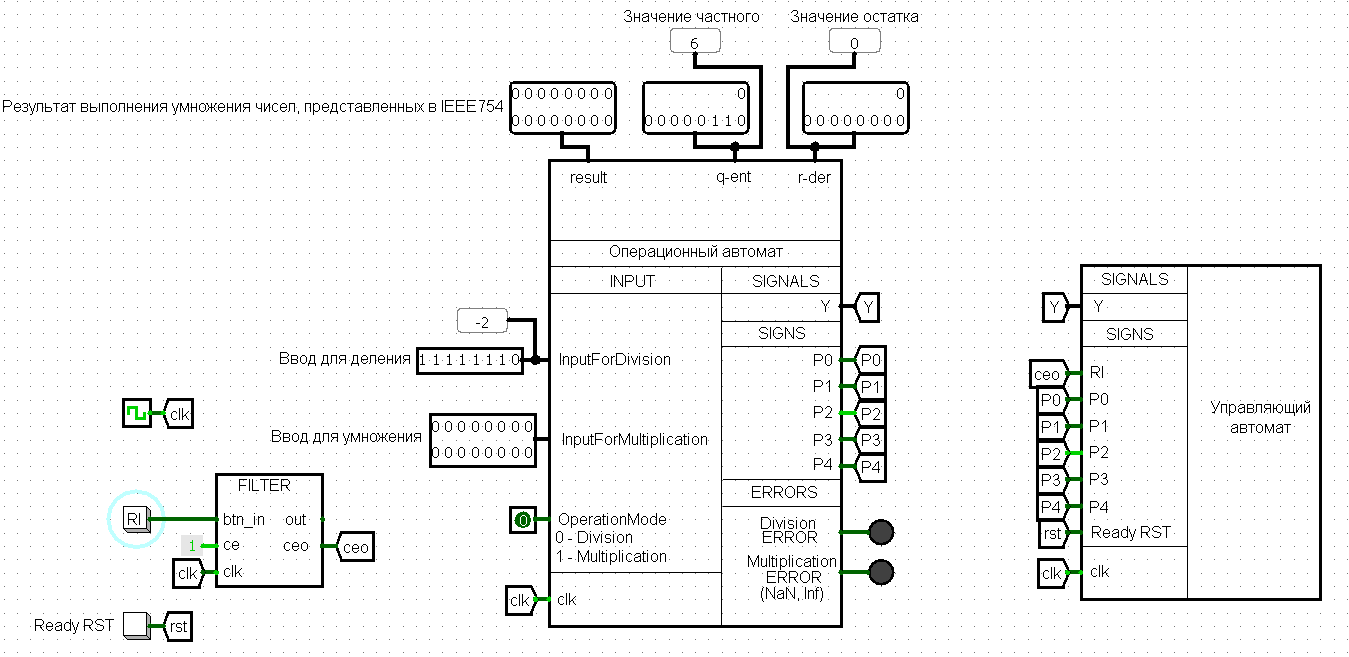 Значение частного
Значение остатка
6
0
Результат выполнения умножения чисел, представленных в IEEE754
0 0 0 0 0 0 0 0
0 0 0 0 0 0 0 0
0
0 0 0 0 0 1 1 0
0
0 0 0 0 0 0 0 0
result
q-ent
r-der
Операционный автомат
INPUT
SIGNALS
Y
Y
SIGNS
-2
Ввод для деления
1 1 1 1 1 1 1 0
InputForDivision
P0
P0
P1
P1
P2
P2
P3
P3
P4
P4
Ввод для умножения
0 0 0 0 0 0 0 0
0 0 0 0 0 0 0 0
InputForMultiplication
ERRORS
0
OperationMode
0 - Division
1 - Multiplication
Division
ERROR
Multiplication
ERROR
(NaN, Inf)
clk
clk
clk
FILTER
RI
btn_in
out
1
ce
ceo
ceo
clk
clk
Ready RST
rst
SIGNALS
Y
Y
SIGNS
ceo
RI
P0
P0
P1
P1
P2
P2
P3
P3
P4
P4
rst
Ready RST
clk
clk
Управляющий
автомат